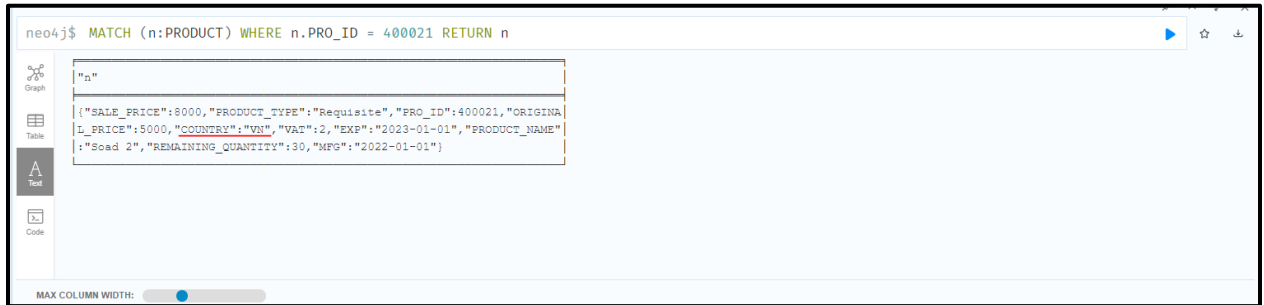 neo4j$ MATCH (n:PRODUCT) WHERE n.PRO_ID = 400021 RETURN n
Graph
Table
A
Text
Code
"n"
{"SALE_PRICE":8000,"PRODUCT_TYPE":"Requisite","PRO_ID":400021,"ORIGINA
L_PRICE":5000,"COUNTRY":"VN","VAT":2,"EXP":"2023-01-01","PRODUCT_NAME"
:"Soad 2","REMAINING_QUANTITY":30,"MFG":"2022-01-01"}
MAX COLUMN WIDTH: